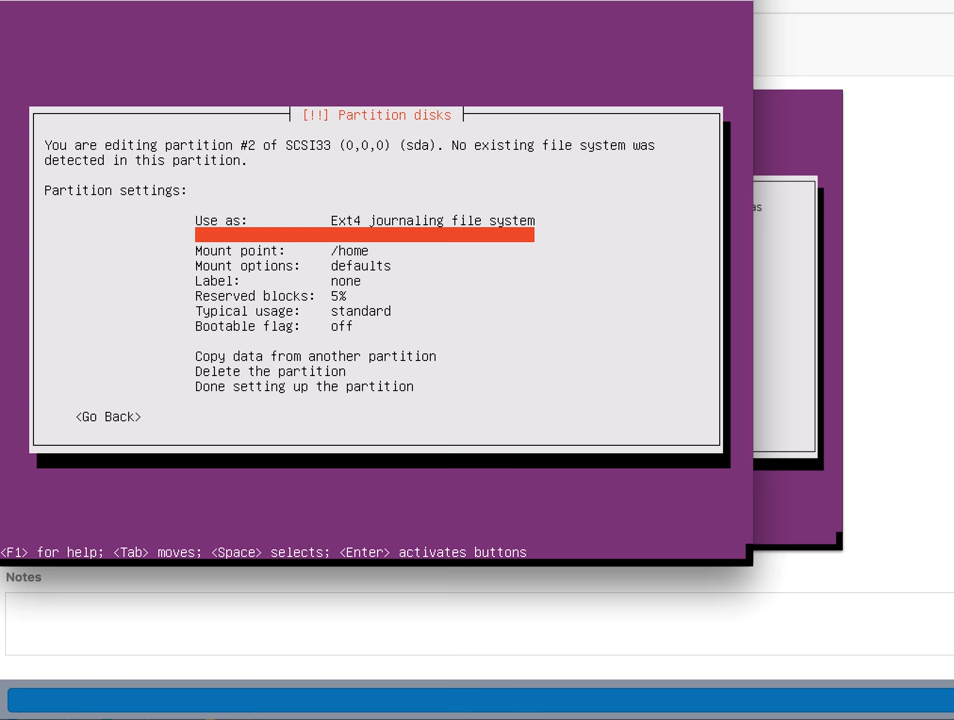 [!!] Partition disks
You are editing partition #2 of SCSI33 (0,0,0) (sda). No existing file system was
detected in this partition.
Partition settings:
Use as: Ext4 journaling file system
Mount point: /home
Mount options: defaults
Label: none
Reserved blocks: 5%
Typical usage: standard
Bootable flag: off
Copy data from another partition
Delete the partition
Done setting up the partition
<Go Back>
<F1> for help; <Tab> moves; <Space> selects; <Enter> activates buttons
as
Notes